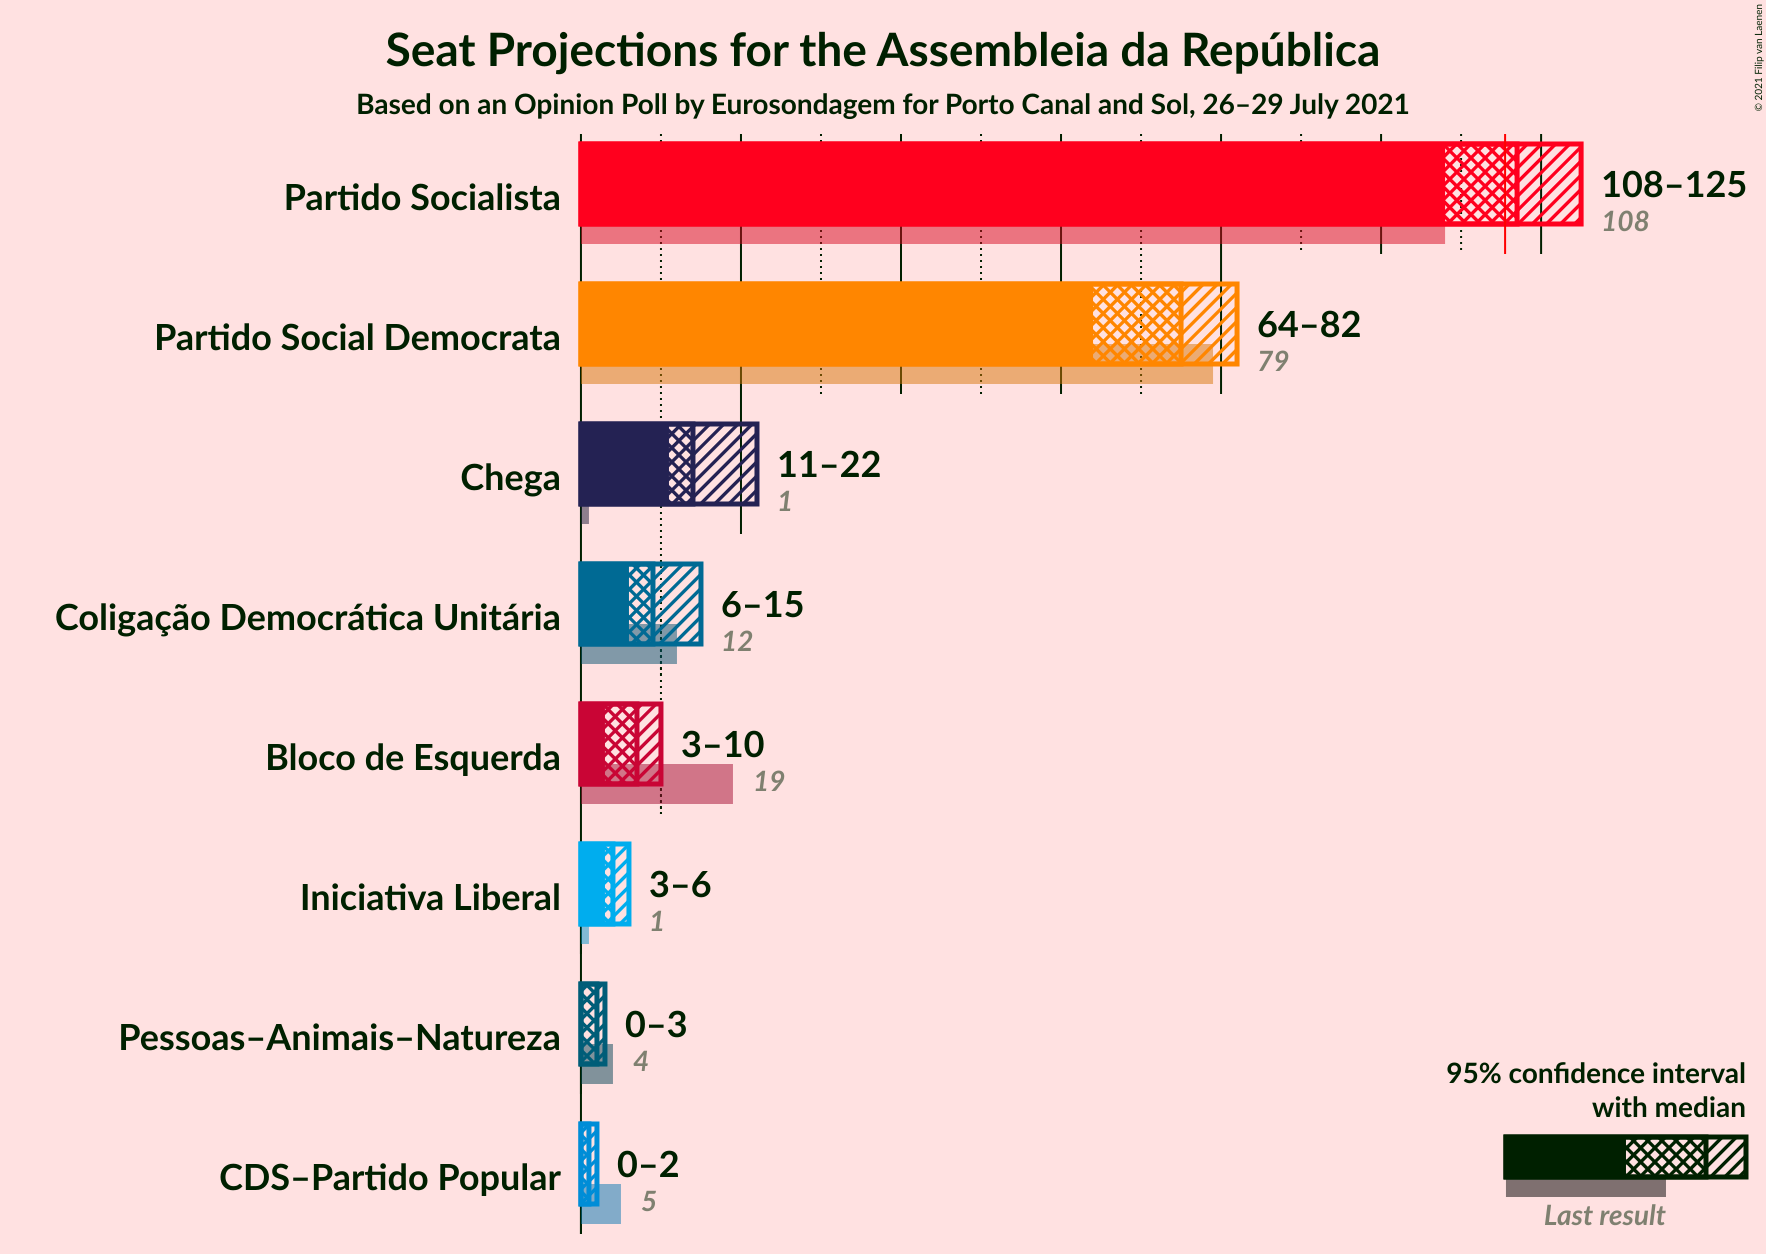 Seat Projections for the Assembleia da República
Based on an Opinion Poll by Eurosondagem for Porto Canal and Sol, 26–29 July 2021
© 2021 Filip van Laenen
Partido Socialista
108–125
108
Partido Social Democrata
64–82
79
Chega
11–22
1
Coligação Democrática Unitária
6–15
12
Bloco de Esquerda
3–10
19
Iniciativa Liberal
3–6
1
Pessoas–Animais–Natureza
0–3
4
CDS–Partido Popular
0–2
5
95% confidence interval
with median
Last result